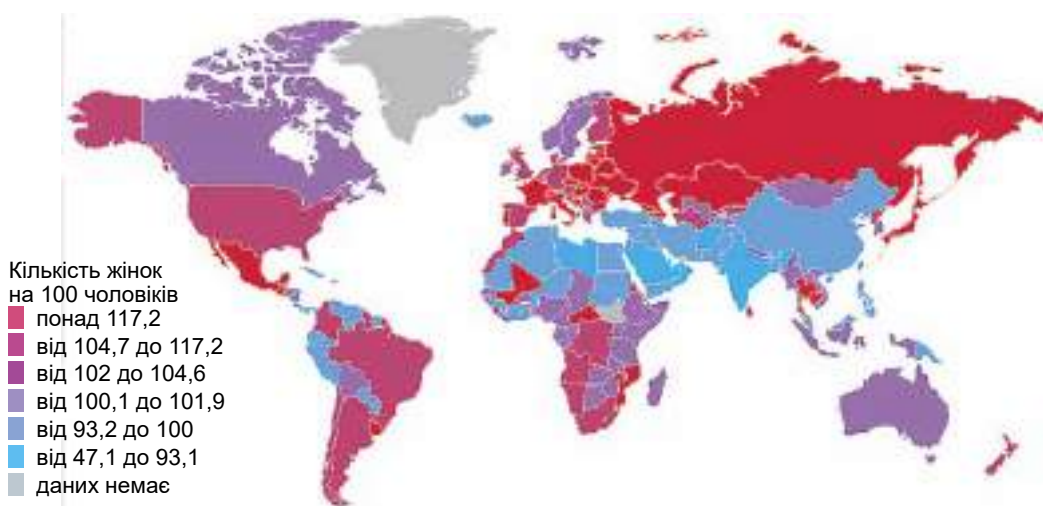 Кількість жінок
на 100 чоловіків
понад 117,2
від 104,7 до 117,2
від 102 до 104,6
від 100,1 до 101,9
від 93,2 до 100
від 47,1 до 93,1
даних немає